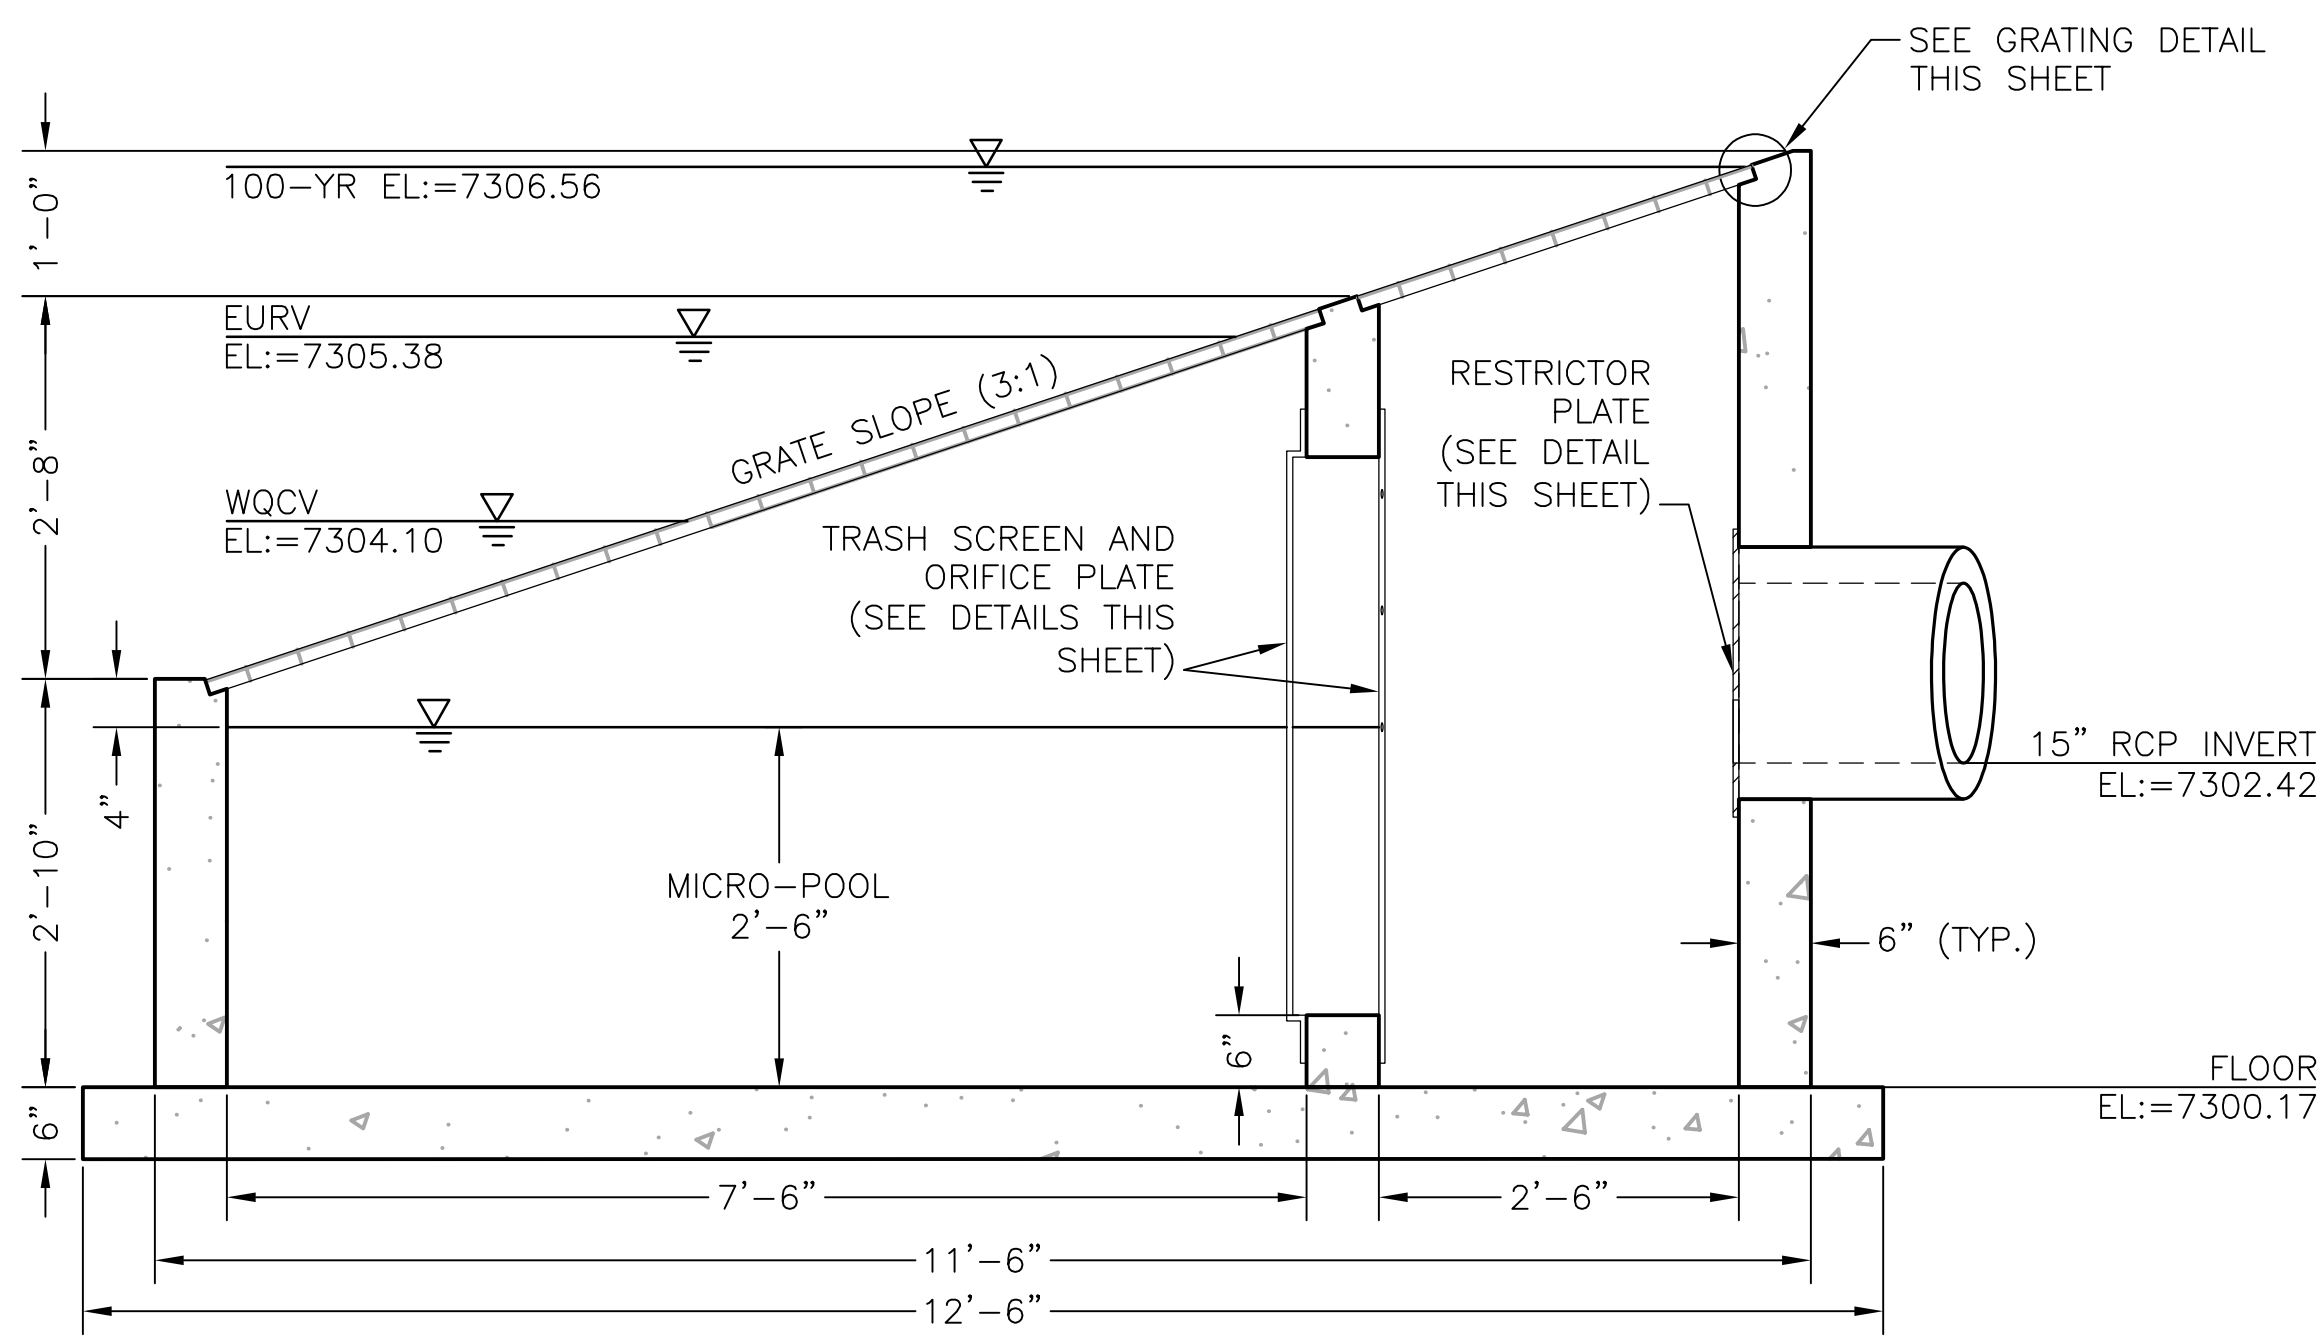 SEE GRATING DETAIL
THIS SHEET
1'-0"
100-YR EL:=7306.56
EURV
EL:=7305.38
GRATE SLOPE (3:1)
RESTRICTOR
PLATE
(SEE DETAIL
THIS SHEET)
2'-8"
WQCV
EL:=7304.10
TRASH SCREEN AND
ORIFICE PLATE
(SEE DETAILS THIS
SHEET)
15" RCP INVERT
EL:=7302.42
4"
2'-10"
MICRO-POOL
2'-6"
6" (TYP.)
6"
FLOOR
EL:=7300.17
6"
7'-6"
2'-6"
11'-6"
12'-6"